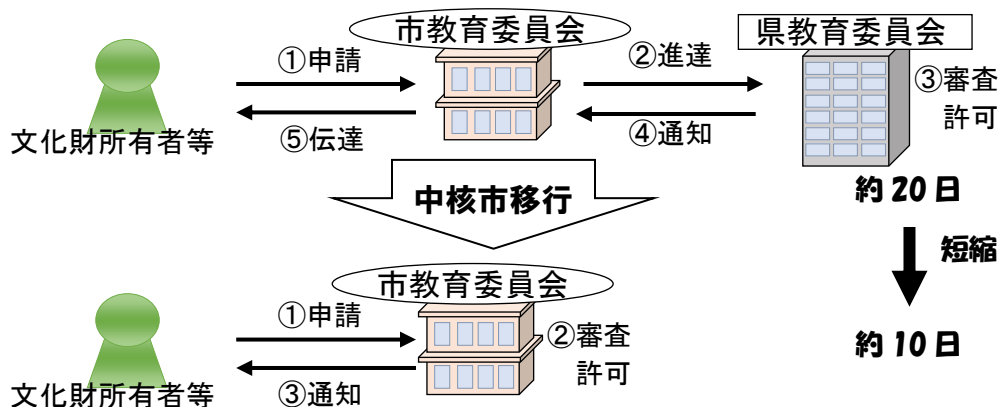 市教育委員会
県教育委員会
①申請
②進達
③審査
許可
文化財所有者等
⑤伝達
④通知
約20日
中核市移行
短縮
市教育委員会
①申請
②審査
許可
約10日
文化財所有者等
③通知